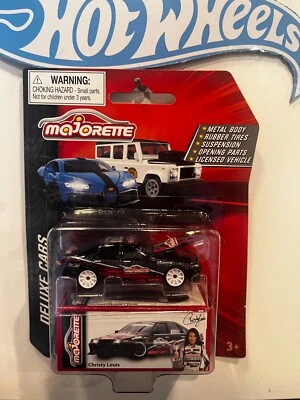 HOT WHEELS
WARNING:
CHOKING HAZARD - Small parts.
Not for children under 3 years.
majORETTE
★ METAL BODY
★ RUBBER TIRES
★ SUSPENSION
★ OPENING PARTS
★ LICENSED VEHICLE
DELUXE CARS
majORETTE
Christy Louis
3+